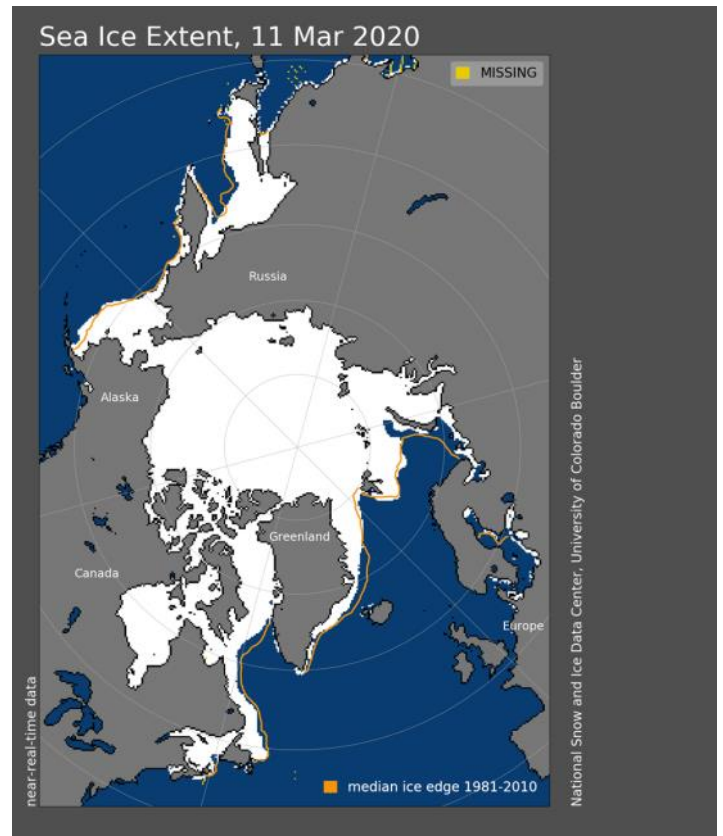 Sea Ice Extent, 11 Mar 2020
MISSING
Russia
Alaska
Greenland
Canada
Europe
near-real-time data
median ice edge 1981-2010
National Snow and Ice Data Center, University of Colorado Boulder